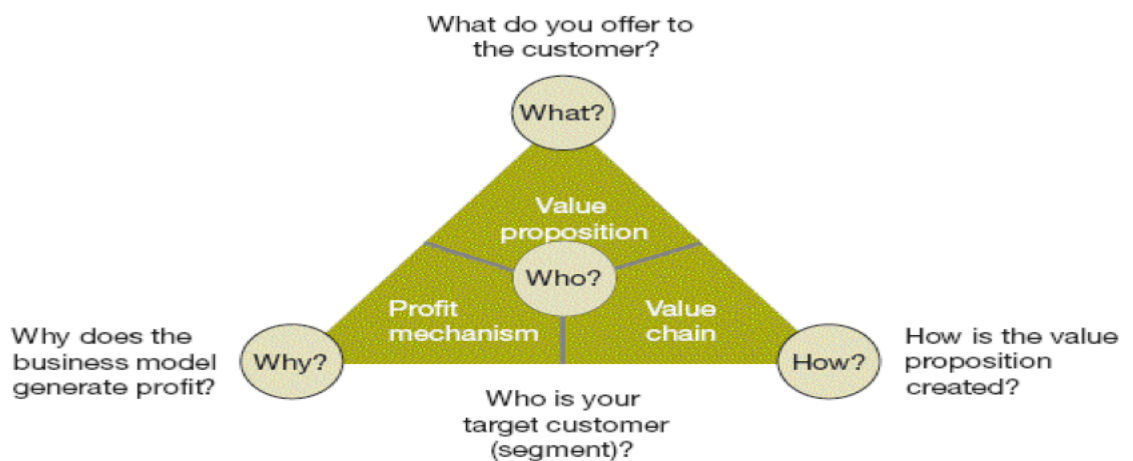 What do you offer to
the customer?
What?
Value
proposition
Who?
Profit
mechanism
Value
chain
Why does the
business model
generate profit?
Why?
How?
How is the value
proposition
created?
Who is your
target customer
(segment)?